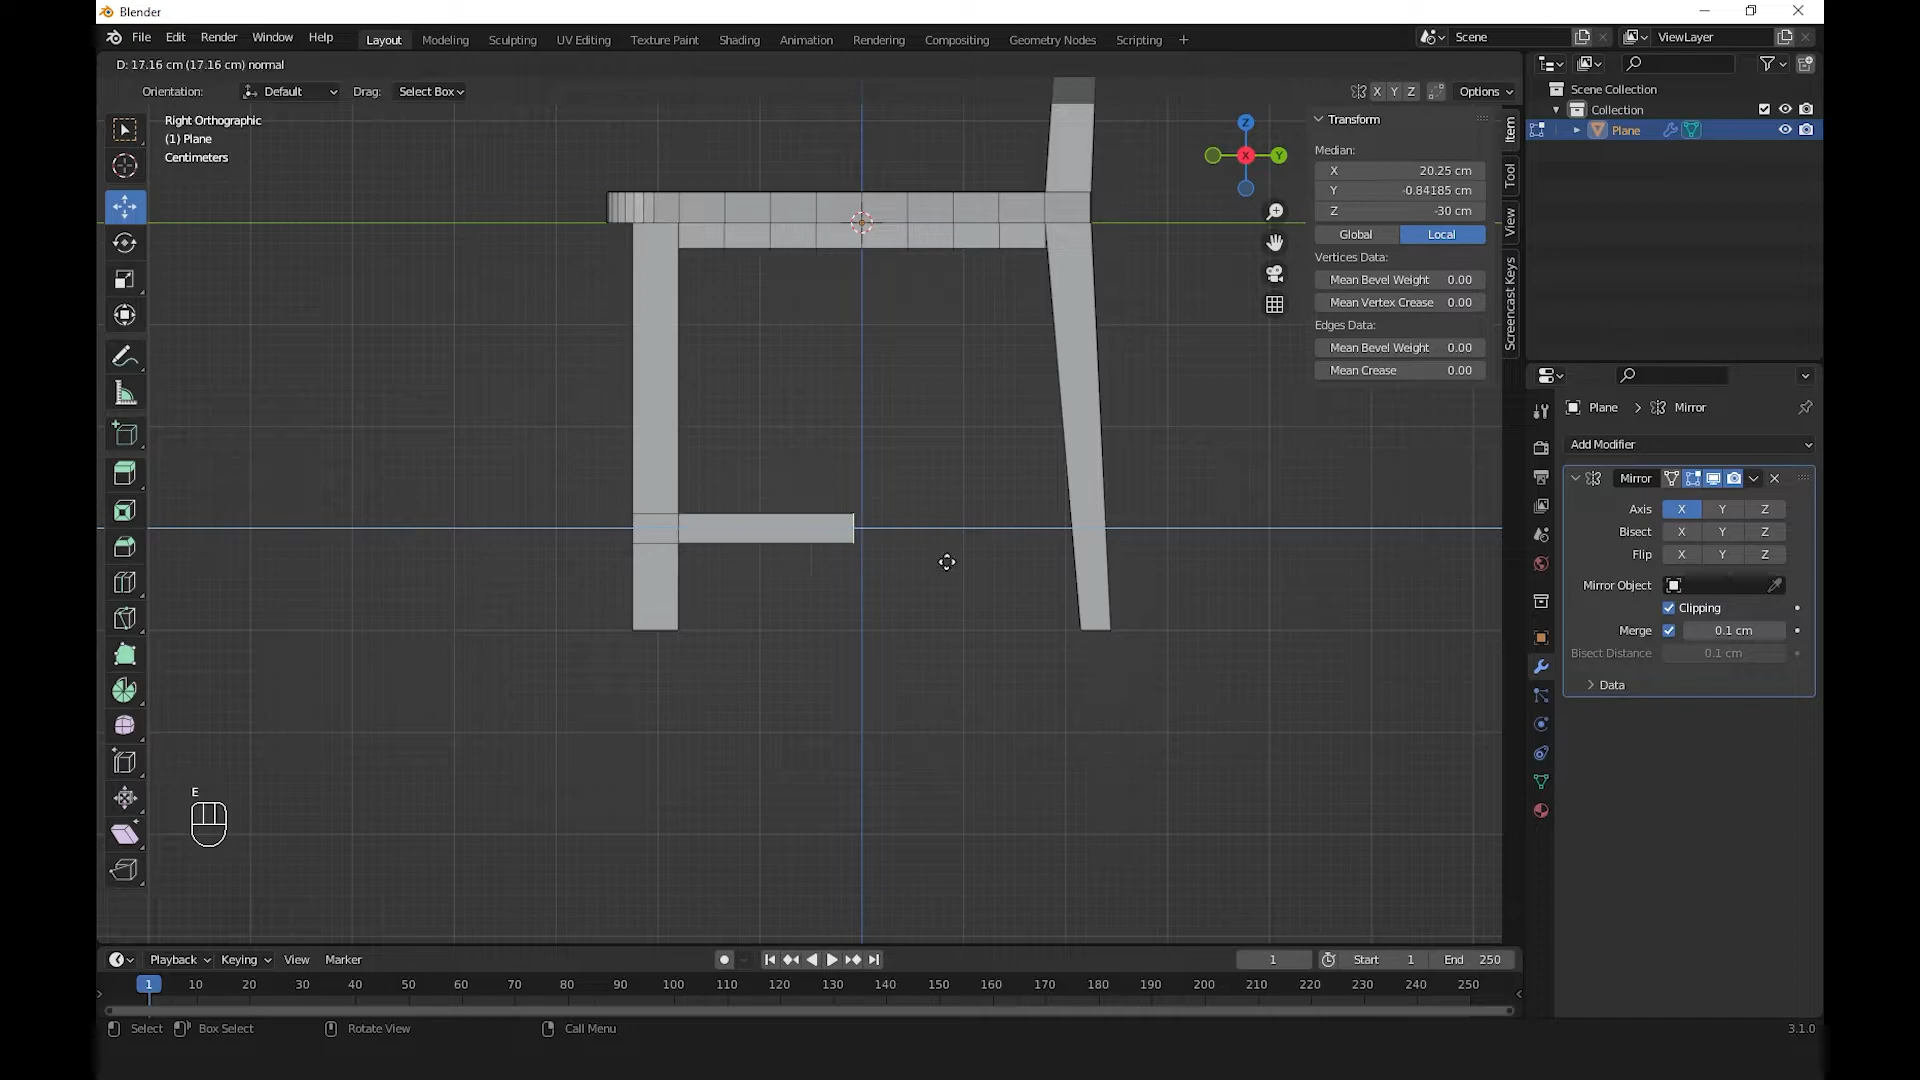 Blender
File Edit Render Window Help Layout Modeling Sculpting UV Editing Texture Paint Shading Animation Rendering Compositing Geometry Nodes Scripting + Scene ViewLayer
D: 17.16 cm (17.16 cm) normal
Orientation: Default Drag: Select Box X Y Z Options
Right Orthographic
(1) Plane
Centimeters
Z
X
Y
Transform
Median:
X 20.25 cm
Y -0.84185 cm
Z -30 cm
Global Local
Vertices Data:
Mean Bevel Weight 0.00
Mean Vertex Crease 0.00
Edges Data:
Mean Bevel Weight 0.00
Mean Crease 0.00
Item
Tool
View
Screencast Keys
Scene Collection
Collection
Plane
Plane > Mirror
Add Modifier
Mirror
Axis X Y Z
Bisect X Y Z
Flip X Y Z
Mirror Object
Clipping
Merge 0.1 cm
Bisect Distance 0.1 cm
Data
E
Playback Keying View Marker 1 Start 1 End 250
1 10 20 30 40 50 60 70 80 90 100 110 120 130 140 150 160 170 180 190 200 210 220 230 240 250
Select Box Select Rotate View Call Menu 3.1.0